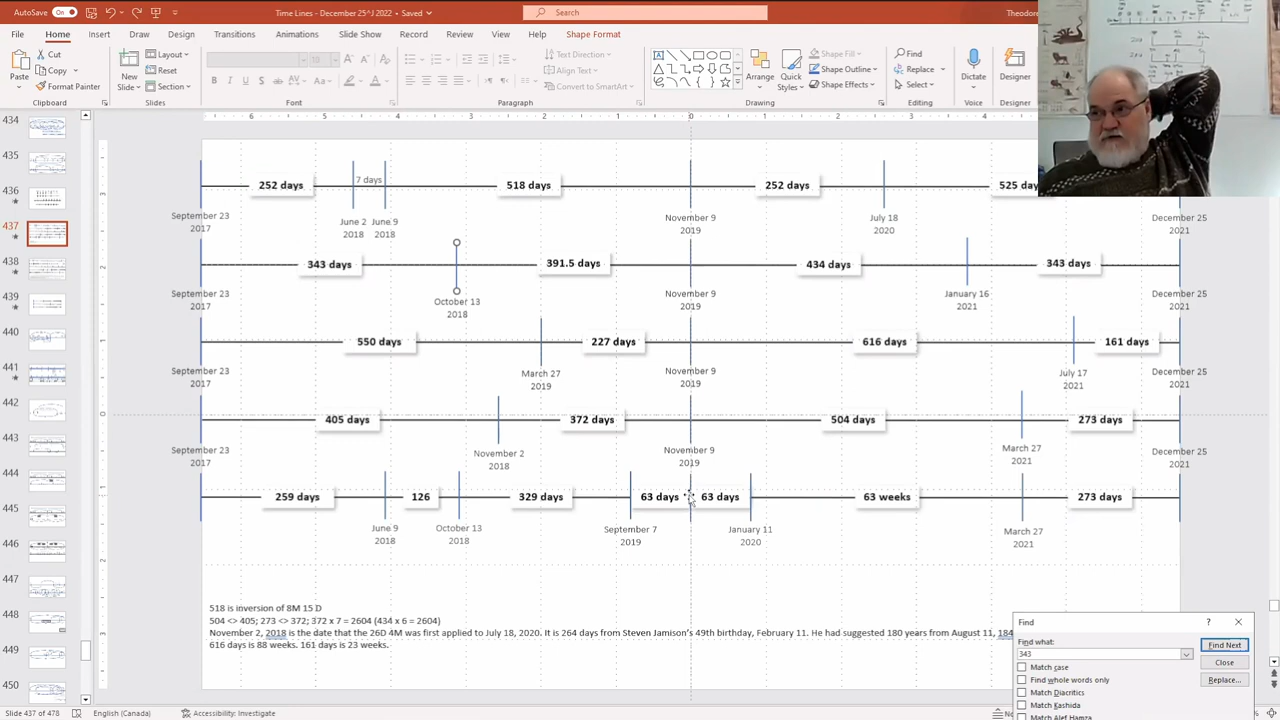 AutoSave On Time Lines - December 25^J 2022 • Saved Search Theodore
File Home Insert Draw Design Transitions Animations Slide Show Record Review View Help Shape Format
Paste Cut Copy Format Painter New Slide Layout Reset Section Text Direction Align Text Convert to SmartArt Arrange Quick Styles Shape Fill Shape Outline Shape Effects Find Replace Select Dictate Designer
Clipboard Slides Font Paragraph Drawing Editing Voice Designer
435
436
437
438
439
440
441
442
443
444
445
446
447
448
449
450
252 days 7 days 518 days 252 days
September 23 2017 June 2 2018 June 9 2018 November 9 2019 July 18 2020 December 25 2021
343 days 391.5 days 434 days 343 days
September 23 2017 October 13 2018 November 9 2019 January 16 2021 December 25 2021
550 days 227 days 616 days 161 days
September 23 2017 March 27 2019 November 9 2019 July 17 2021 December 25 2021
405 days 372 days 504 days 273 days
September 23 2017 November 2 2018 November 9 2019 March 27 2021 December 25 2021
259 days 126 329 days 63 days 63 days 63 weeks 273 days
June 9 2018 October 13 2018 September 7 2019 January 11 2020 March 27 2021
518 is inversion of 8M 15 D
504 <> 405; 273 <> 372; 372 x 7 = 2604 (434 x 6 = 2604)
November 2, 2018 is the date that the 26D 4M was first applied to July 18, 2020. It is 264 days from Steven Jamison's 49th birthday, February 11. He had suggested 180 years from August 11,
616 days is 88 weeks. 161 days is 23 weeks.
Find ? ×
Find what:
343
Find Next
Match case
Close
Find whole words only
Replace...
Match Diacritics
Match Kashida
Match Alef Hamza
Slide 437 of 478 English (Canada) Accessibility: Investigate